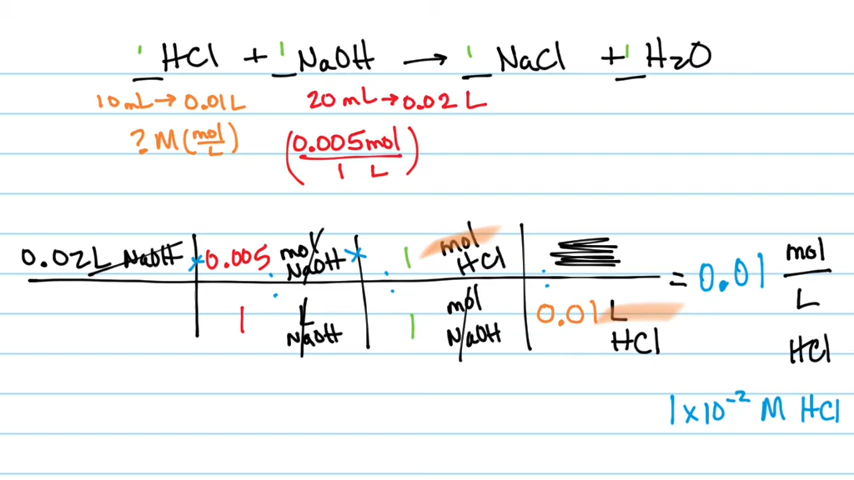 1 HCl + 1 NaOH → 1 NaCl + 1 H2O
10 mL → 0.01 L 20 mL → 0.02 L
? M (mol/L) (0.005 mol / 1 L)
0.02 L NaOH × 0.005 mol NaOH × 1 mol HCl = 0.01 mol / L HCl
1 L NaOH 1 mol NaOH 0.01 L HCl
1 × 10⁻² M HCl